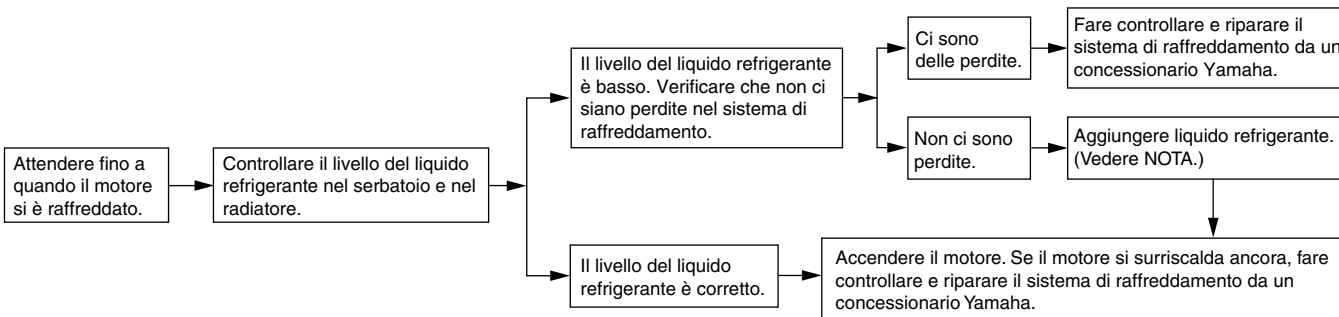 Attendere fino a
quando il motore
si è raffreddato.
Controllare il livello del liquido
refrigerante nel serbatoio e nel
radiatore.
Il livello del liquido refrigerante
è basso. Verificare che non ci
siano perdite nel sistema di
raffreddamento.
Ci sono
delle perdite.
Fare controllare e riparare il
sistema di raffreddamento da un
concessionario Yamaha.
Non ci sono
perdite.
Aggiungere liquido refrigerante.
(Vedere NOTA.)
Il livello del liquido
refrigerante è corretto.
Accendere il motore. Se il motore si surriscalda ancora, fare
controllare e riparare il sistema di raffreddamento da un
concessionario Yamaha.